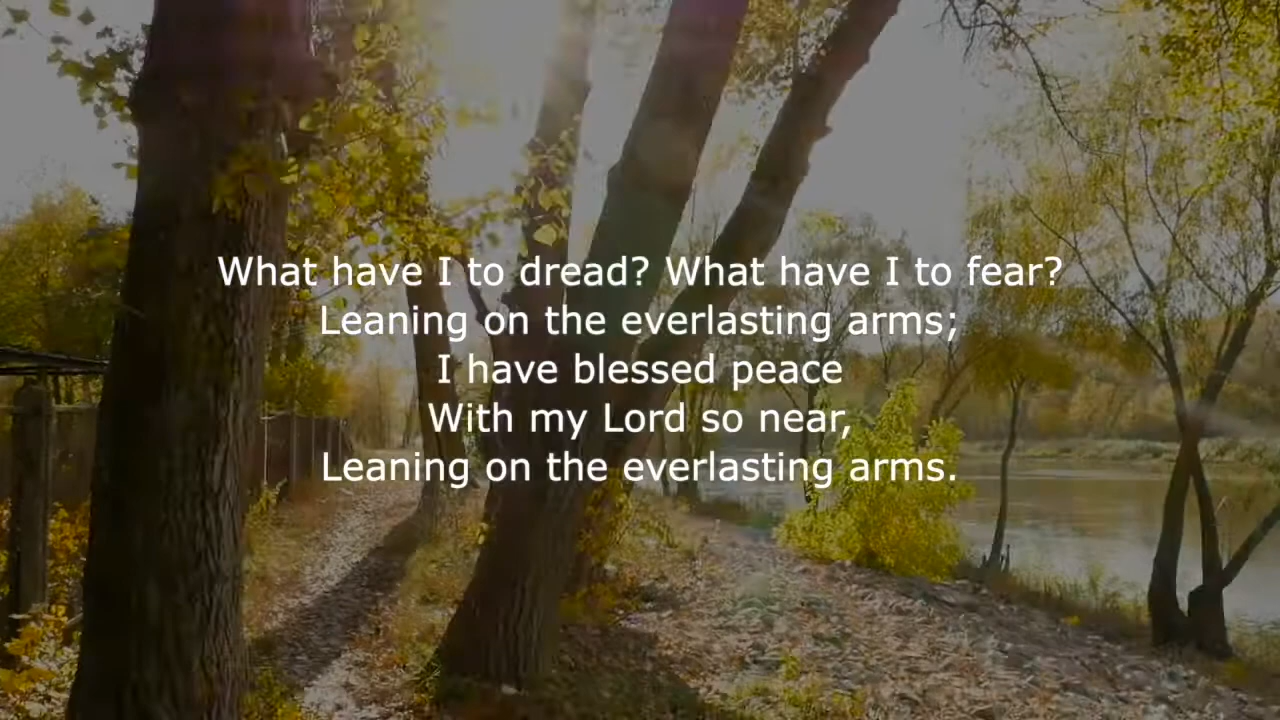 What have I to dread? What have I to fear?
Leaning on the everlasting arms;
I have blessed peace
With my Lord so near,
Leaning on the everlasting arms.